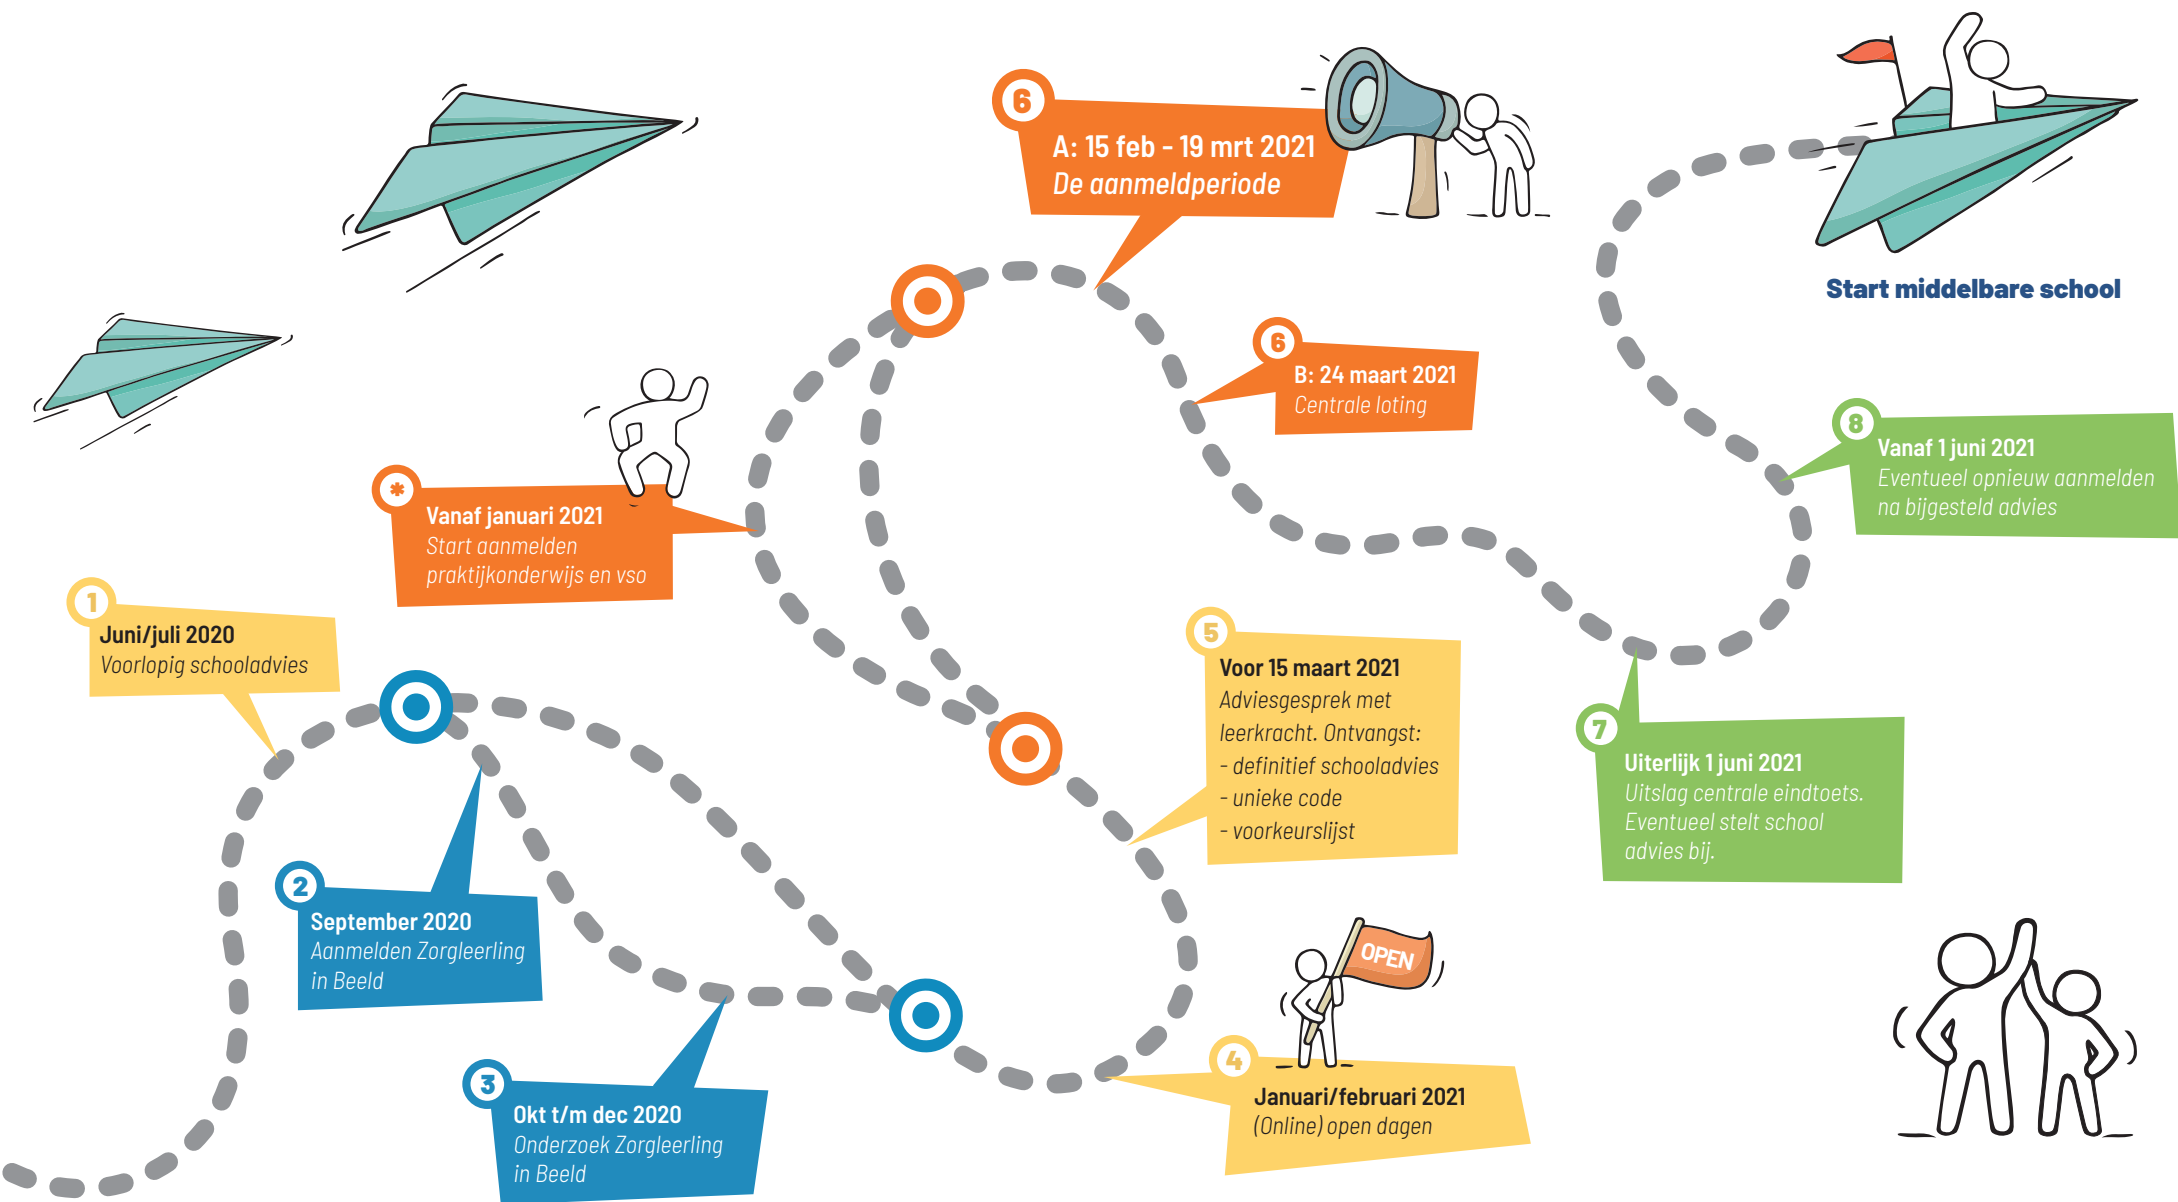 1
Juni/juli 2020
Voorlopig schooladvies
2
September 2020
Aanmelden Zorgleerling
in Beeld
3
Okt t/m dec 2020
Onderzoek Zorgleerling
in Beeld
OPEN
4
Januari/februari 2021
(Online) open dagen
5
Voor 15 maart 2021
Adviesgesprek met
leerkracht. Ontvangst:
- definitief schooladvies
- unieke code
- voorkeurslijst
*
Vanaf januari 2021
Start aanmelden
praktijkonderwijs en vso
6
A: 15 feb - 19 mrt 2021
De aanmeldperiode
6
B: 24 maart 2021
Centrale loting
7
Uiterlijk 1 juni 2021
Uitslag centrale eindtoets.
Eventueel stelt school
advies bij.
8
Vanaf 1 juni 2021
Eventueel opnieuw aanmelden
na bijgesteld advies
Start middelbare school